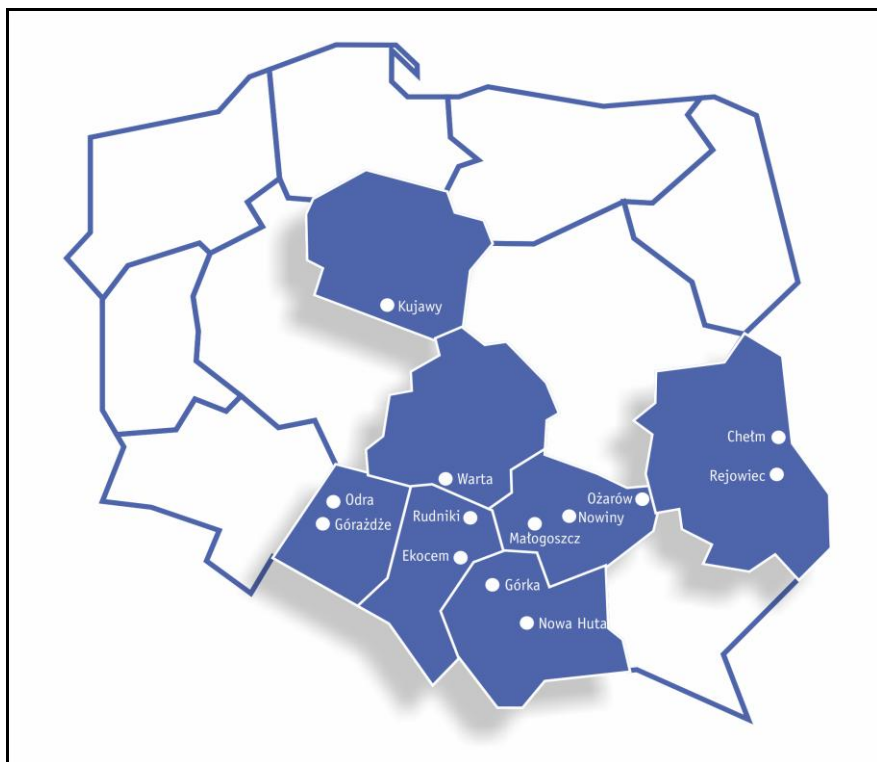 Kujawy
Chełm
Rejowiec
Warta
Ożarów
Nowiny
Małogoszcz
Odra
Górażdże
Rudniki
Ekocem
Górka
Nowa Huta